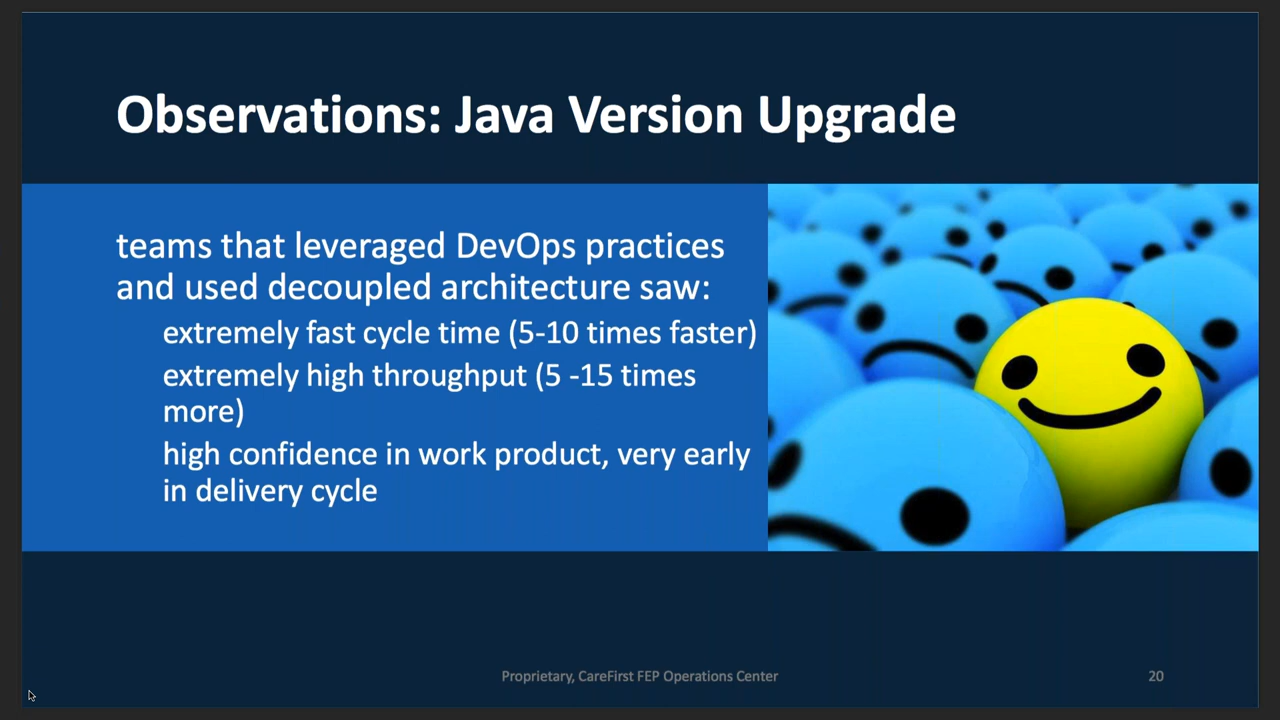 Observations: Java Version Upgrade
teams that leveraged DevOps practices
and used decoupled architecture saw:
extremely fast cycle time (5-10 times faster)
extremely high throughput (5 -15 times
more)
high confidence in work product, very early
in delivery cycle
Proprietary, CareFirst FEP Operations Center
20